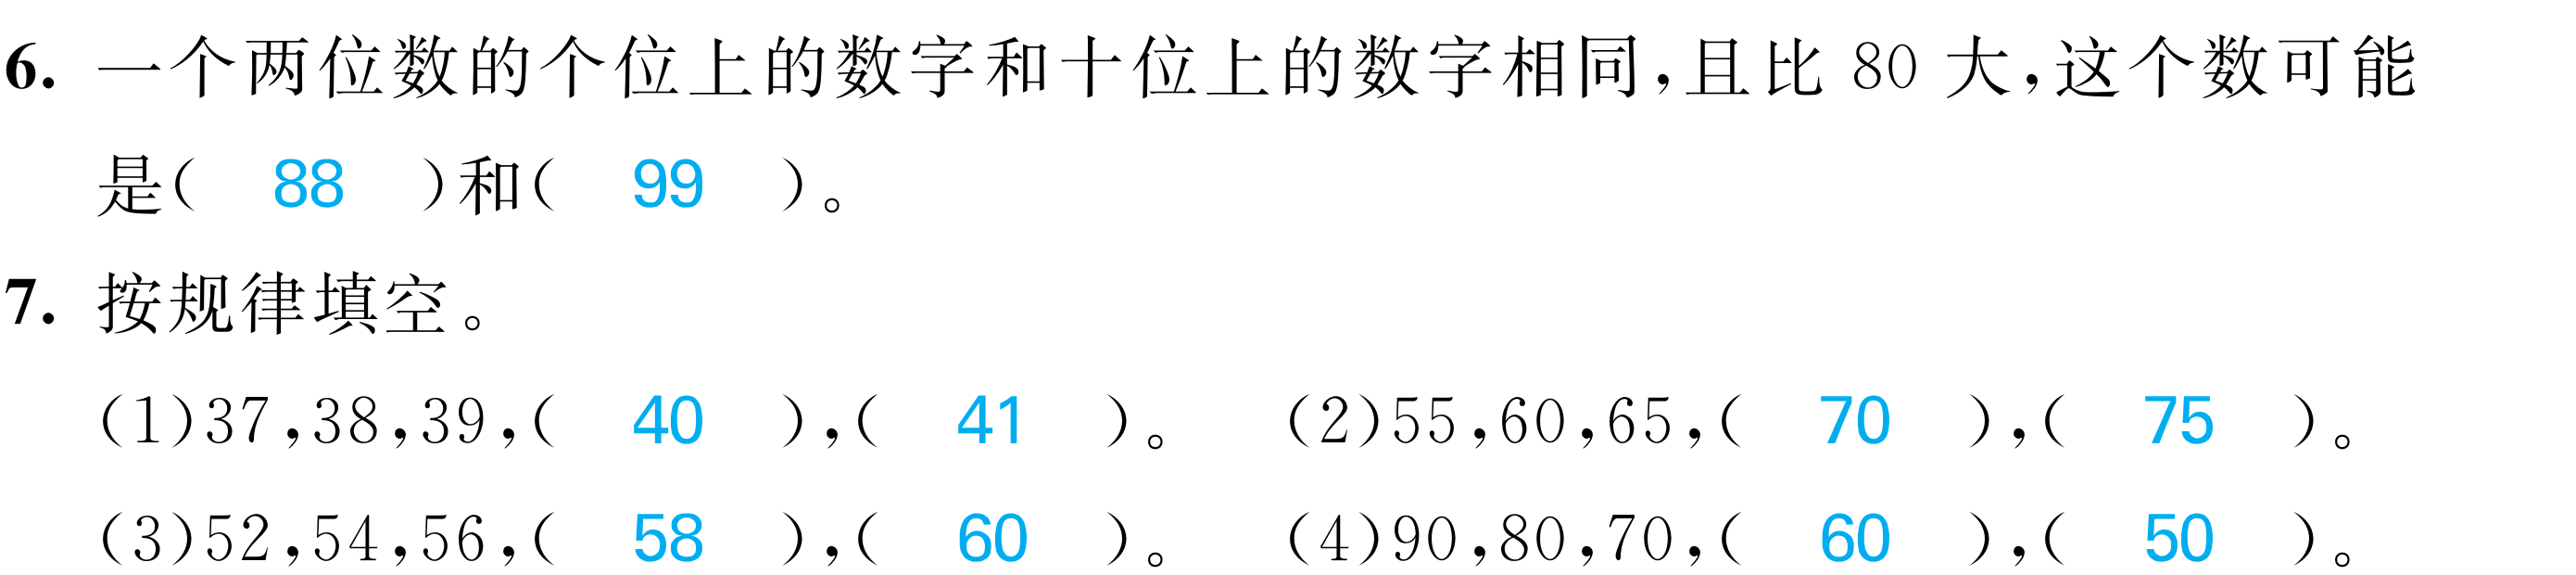 6. 一个两位数的个位上的数字和十位上的数字相同,且比 80 大,这个数可能
是( 88 )和( 99 )。
7. 按规律填空。
(1)37,38,39,( 40 ),( 41 )。 (2)55,60,65,( 70 ),( 75 )。
(3)52,54,56,( 58 ),( 60 )。 (4)90,80,70,( 60 ),( 50 )。